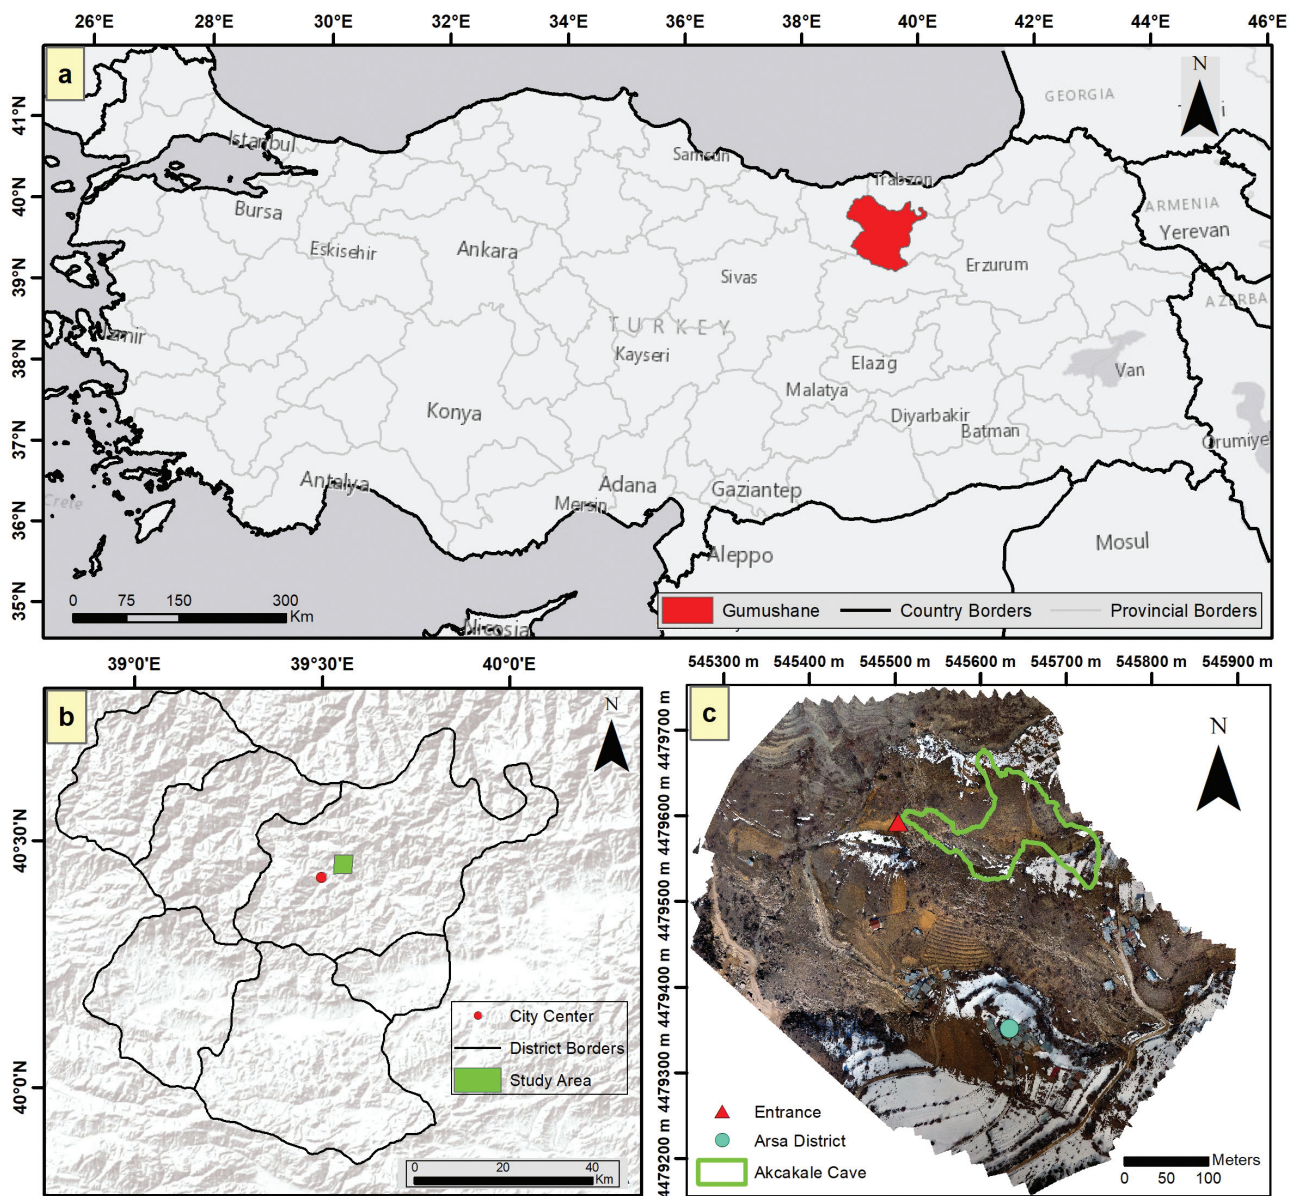 26°E 28°E 30°E 32°E 34°E 36°E 38°E 40°E 42°E 44°E 46°E
a
N
GEORGIA
41°N
Istanbul
Samsun
Trabzon
40°N
Bursa
ARMENIA
Yerevan
Eskisehir
Ankara
39°N
Sivas
Erzurum
AZERBA
TURKEY
Izmir
Kayseri
38°N
Elazig
Van
Malatya
Konya
Diyarbakir
Batman
37°N
Orumiye
Antalya
Adana
Gaziantep
Crete
Mersin
36°N
Aleppo
Mosul
35°N
0 75 150 300
Km
Gumushane Country Borders Provincial Borders
Nicosia
39°0'E 39°30'E 40°0'E
b
N
40°30'N
40°0'N
City Center
District Borders
Study Area
0 20 40
Km
545300 m 545400 m 545500 m 545600 m 545700 m 545800 m 545900 m
c
N
4479700 m
4479600 m
4479500 m
4479400 m
4479300 m
4479200 m
Entrance
Arsa District
Akcakale Cave
Meters
0 50 100